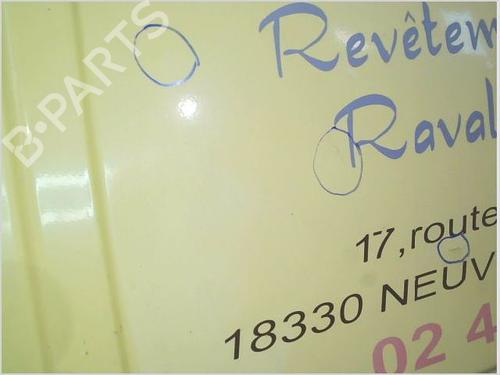 B-PARTS
Revêtem
Raval
17, route
18330 NEUV
02 4